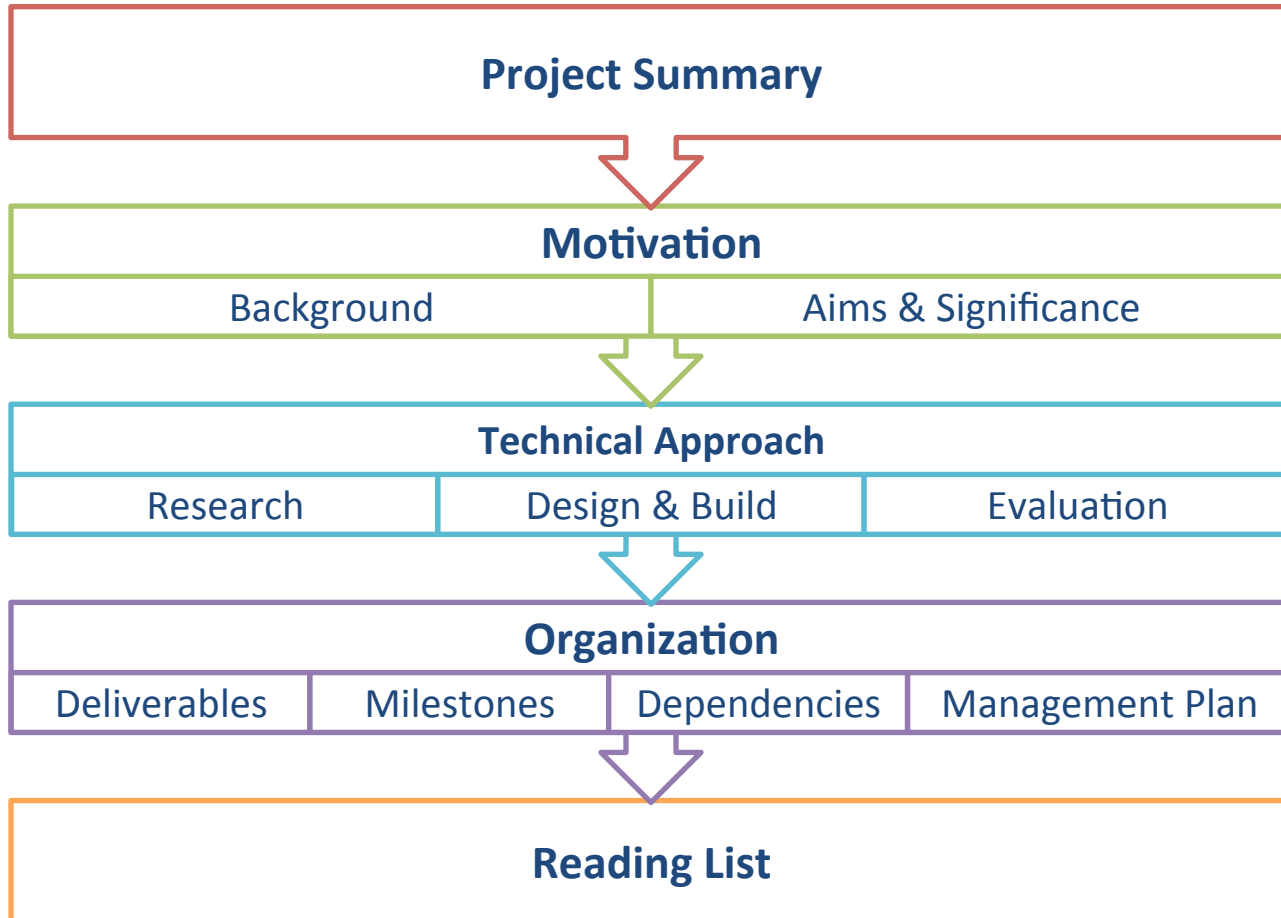 Project Summary
Motivation
Background Aims & Significance
Technical Approach
Research Design & Build Evaluation
Organization
Deliverables Milestones Dependencies Management Plan
Reading List